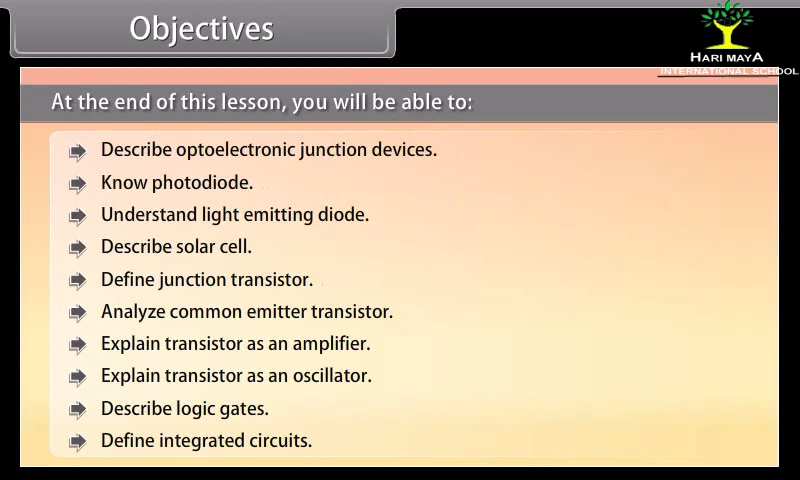 Objectives
HARI MAYA
INTERNATIONAL SCHOOL
At the end of this lesson, you will be able to:
Describe optoelectronic junction devices.
Know photodiode.
Understand light emitting diode.
Describe solar cell.
Define junction transistor.
Analyze common emitter transistor.
Explain transistor as an amplifier.
Explain transistor as an oscillator.
Describe logic gates.
Define integrated circuits.